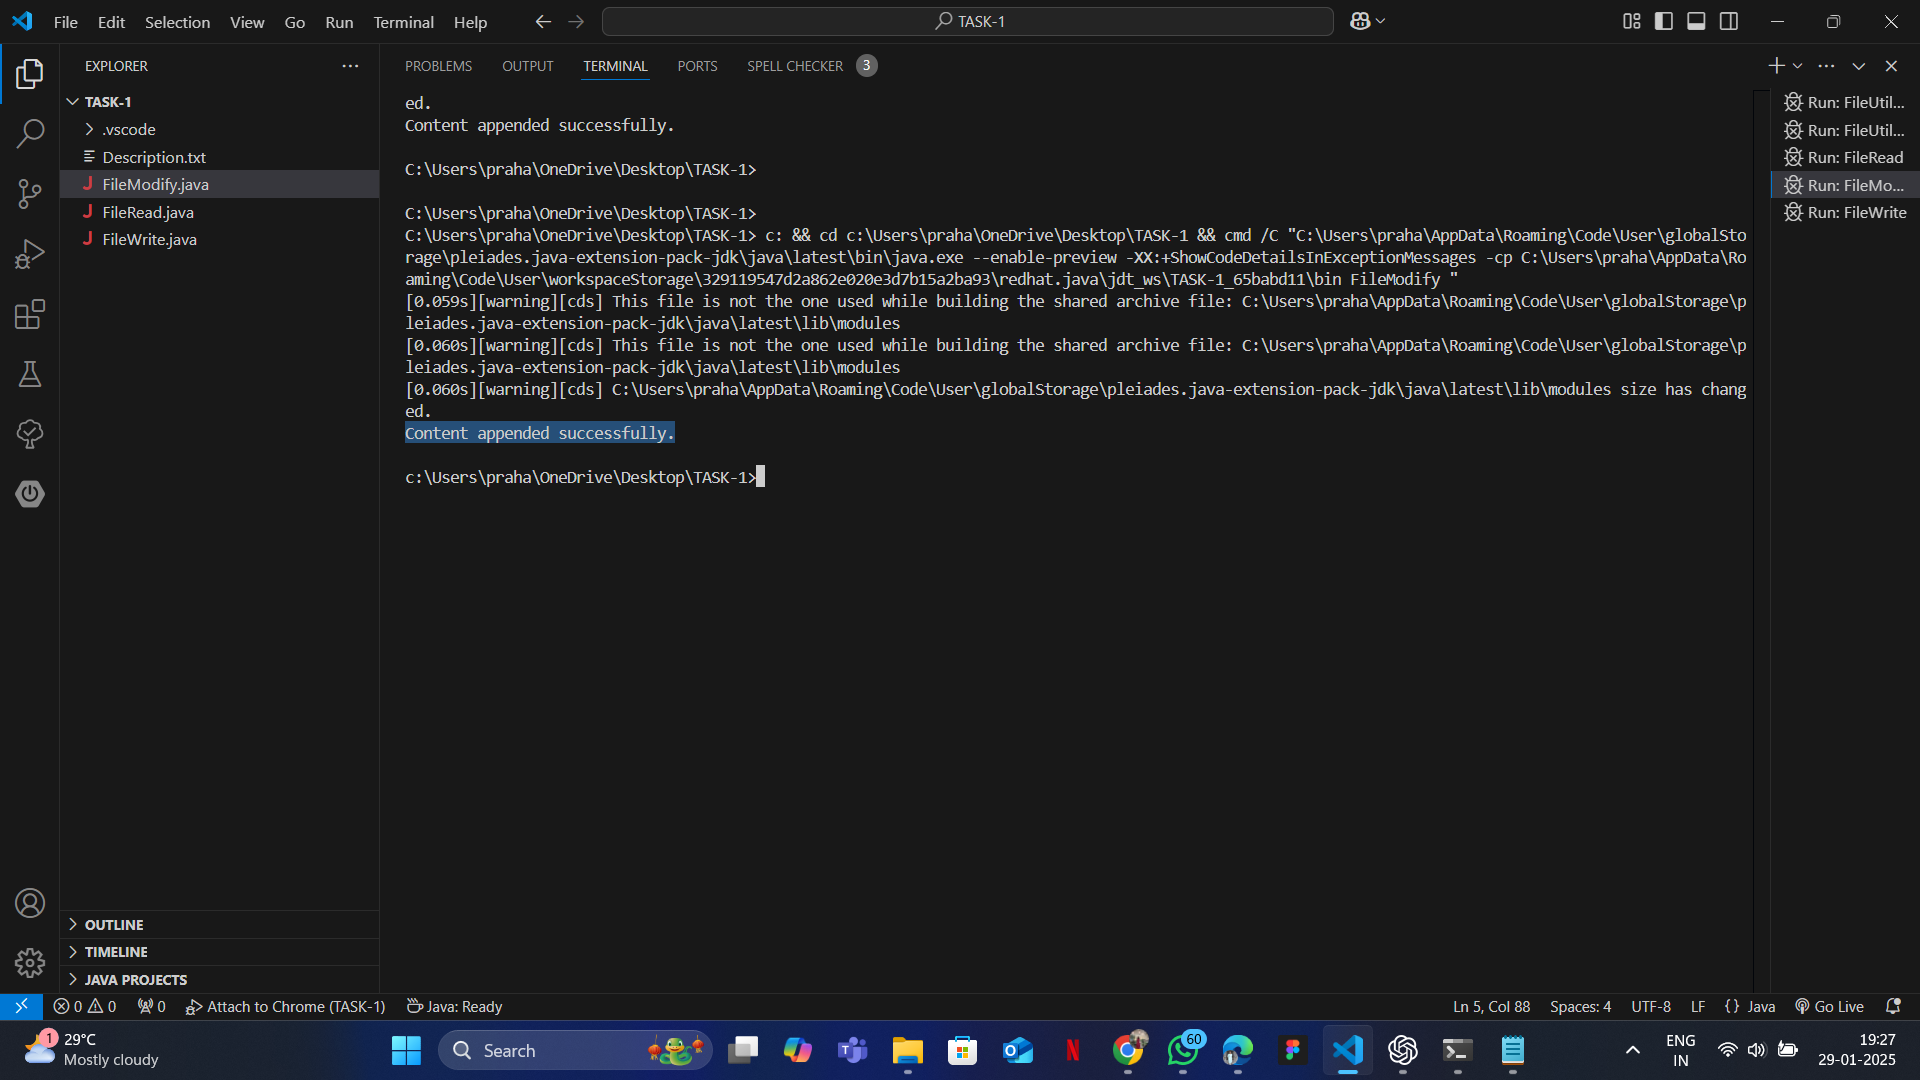 File Edit Selection View Go Run Terminal Help
TASK-1
EXPLORER
TASK-1
.vscode
Description.txt
FileModify.java
FileRead.java
FileWrite.java
OUTLINE
TIMELINE
JAVA PROJECTS
PROBLEMS OUTPUT TERMINAL PORTS SPELL CHECKER 3
ed.
Content appended successfully.
C:\Users\praha\OneDrive\Desktop\TASK-1>
C:\Users\praha\OneDrive\Desktop\TASK-1>
C:\Users\praha\OneDrive\Desktop\TASK-1> c: && cd c:\Users\praha\OneDrive\Desktop\TASK-1 && cmd /C "C:\Users\praha\AppData\Roaming\Code\User\globalSto
rage\pleiades.java-extension-pack-jdk\java\latest\bin\java.exe --enable-preview -XX:+ShowCodeDetailsInExceptionMessages -cp C:\Users\praha\AppData\Ro
aming\Code\User\workspaceStorage\329119547d2a862e020e3d7b15a2ba93\redhat.java\jdt_ws\TASK-1_65babd11\bin FileModify "
[0.059s][warning][cds] This file is not the one used while building the shared archive file: C:\Users\praha\AppData\Roaming\Code\User\globalStorage\p
leiades.java-extension-pack-jdk\java\latest\lib\modules
[0.060s][warning][cds] This file is not the one used while building the shared archive file: C:\Users\praha\AppData\Roaming\Code\User\globalStorage\p
leiades.java-extension-pack-jdk\java\latest\lib\modules
[0.060s][warning][cds] C:\Users\praha\AppData\Roaming\Code\User\globalStorage\pleiades.java-extension-pack-jdk\java\latest\lib\modules size has chang
ed.
Content appended successfully.
c:\Users\praha\OneDrive\Desktop\TASK-1>
Run: FileUtil...
Run: FileUtil...
Run: FileRead
Run: FileMo...
Run: FileWrite
0 0 0 Attach to Chrome (TASK-1) Java: Ready
Ln 5, Col 88 Spaces: 4 UTF-8 LF {} Java Go Live
1
29°C
Mostly cloudy
Search
60
ENG
IN
19:27
29-01-2025